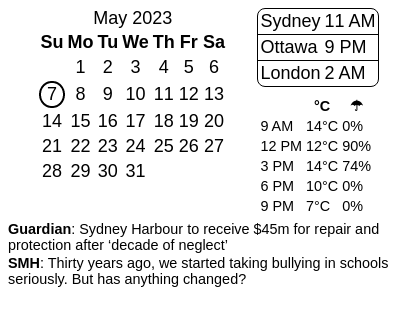 May 2023
Su Mo Tu We Th Fr Sa
1 2 3 4 5 6
7 8 9 10 11 12 13
14 15 16 17 18 19 20
21 22 23 24 25 26 27
28 29 30 31
Sydney 11 AM
Ottawa 9 PM
London 2 AM
°C ☂
9 AM 14°C 0%
12 PM 12°C 90%
3 PM 14°C 74%
6 PM 10°C 0%
9 PM 7°C 0%
Guardian: Sydney Harbour to receive $45m for repair and
protection after ‘decade of neglect’
SMH: Thirty years ago, we started taking bullying in schools
seriously. But has anything changed?